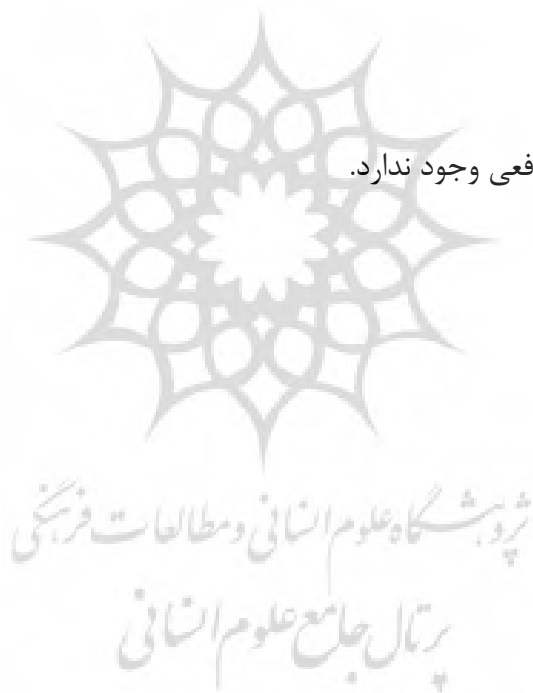 فعی وجود ندارد.
پژوهشگاه علوم انسانی و مطالعات فرهنگی
پرتال جامع علوم انسانی